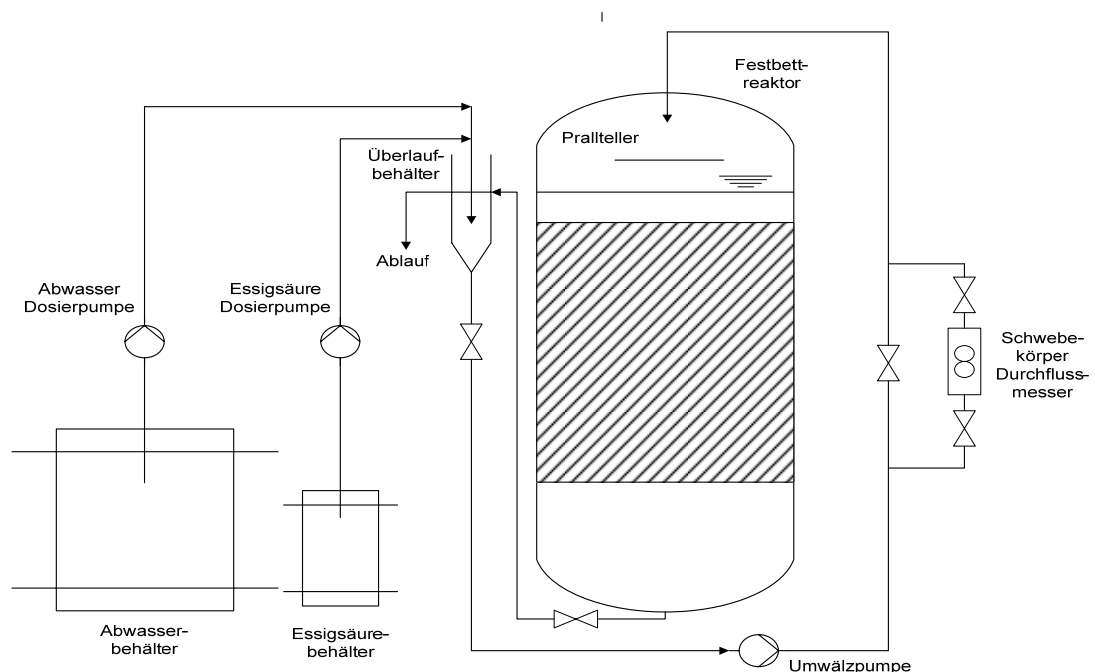 Festbett-
reaktor
Prallteller
Überlauf-
behälter
Ablauf
Abwasser
Dosierpumpe
Essigsäure
Dosierpumpe
Schwebe-
körper
Durchfluss-
messer
Abwasser-
behälter
Essigsäure-
behälter
Umwälzpumpe